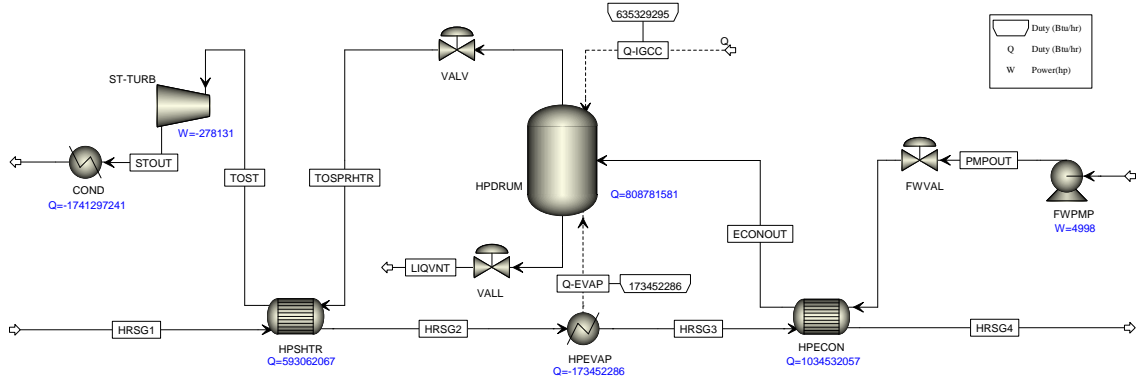 635329295
Duty (Btu/hr)
Q Duty (Btu/hr)
W Power(hp)
Q-IGCC
Q
VALV
ST-TURB
W=-278131
STOUT
COND
Q=-1741297241
TOST
TOSPRHTR
HPDRUM
Q=808781581
FWVAL
PMPOUT
FWPMP
W=4998
ECONOUT
LIQVNT
VALL
Q-EVAP
173452286
HRSG1
HPSHTR
Q=593062067
HRSG2
HPEVAP
Q=-173452286
HRSG3
HPECON
Q=1034532057
HRSG4